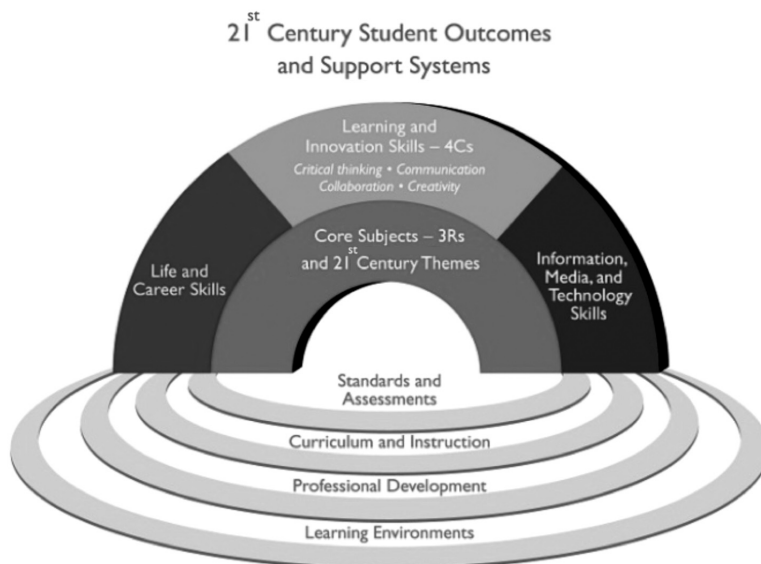 21st Century Student Outcomes
and Support Systems
Learning and
Innovation Skills – 4Cs
Critical thinking • Communication
Collaboration • Creativity
Core Subjects – 3Rs
and 21st Century Themes
Life and
Career Skills
Information,
Media, and
Technology
Skills
Standards and
Assessments
Curriculum and Instruction
Professional Development
Learning Environments